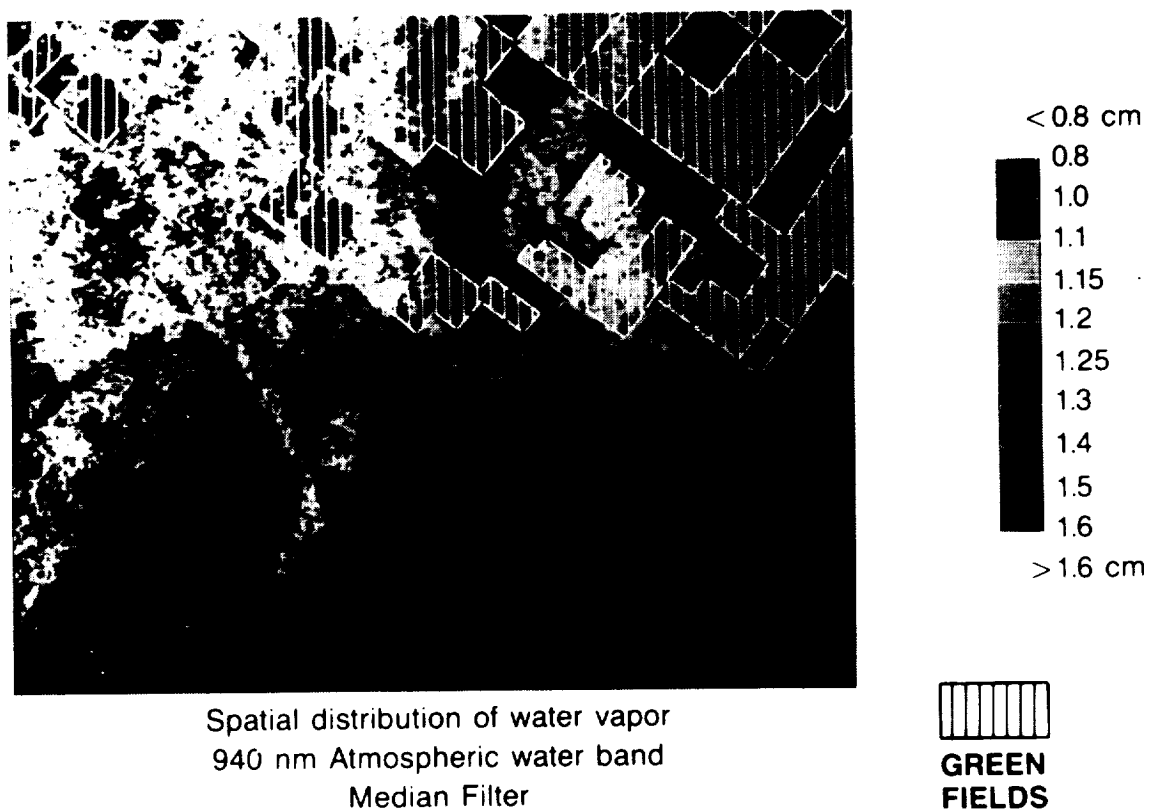 < 0.8 cm
0.8
1.0
1.1
1.15
1.2
1.25
1.3
1.4
1.5
1.6
> 1.6 cm
Spatial distribution of water vapor
940 nm Atmospheric water band
Median Filter
GREEN
FIELDS